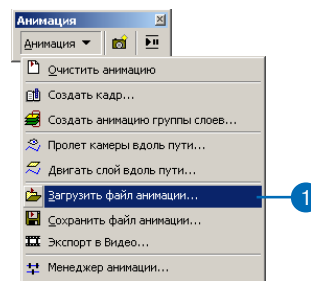 Анимация
Анимация
Очистить анимацию
Создать кадр...
Создать анимацию группы слоев...
Пролет камеры вдоль пути...
Двигать слой вдоль пути...
Загрузить файл анимации...
1
Сохранить файл анимации...
Экспорт в Видео...
Менеджер анимации...